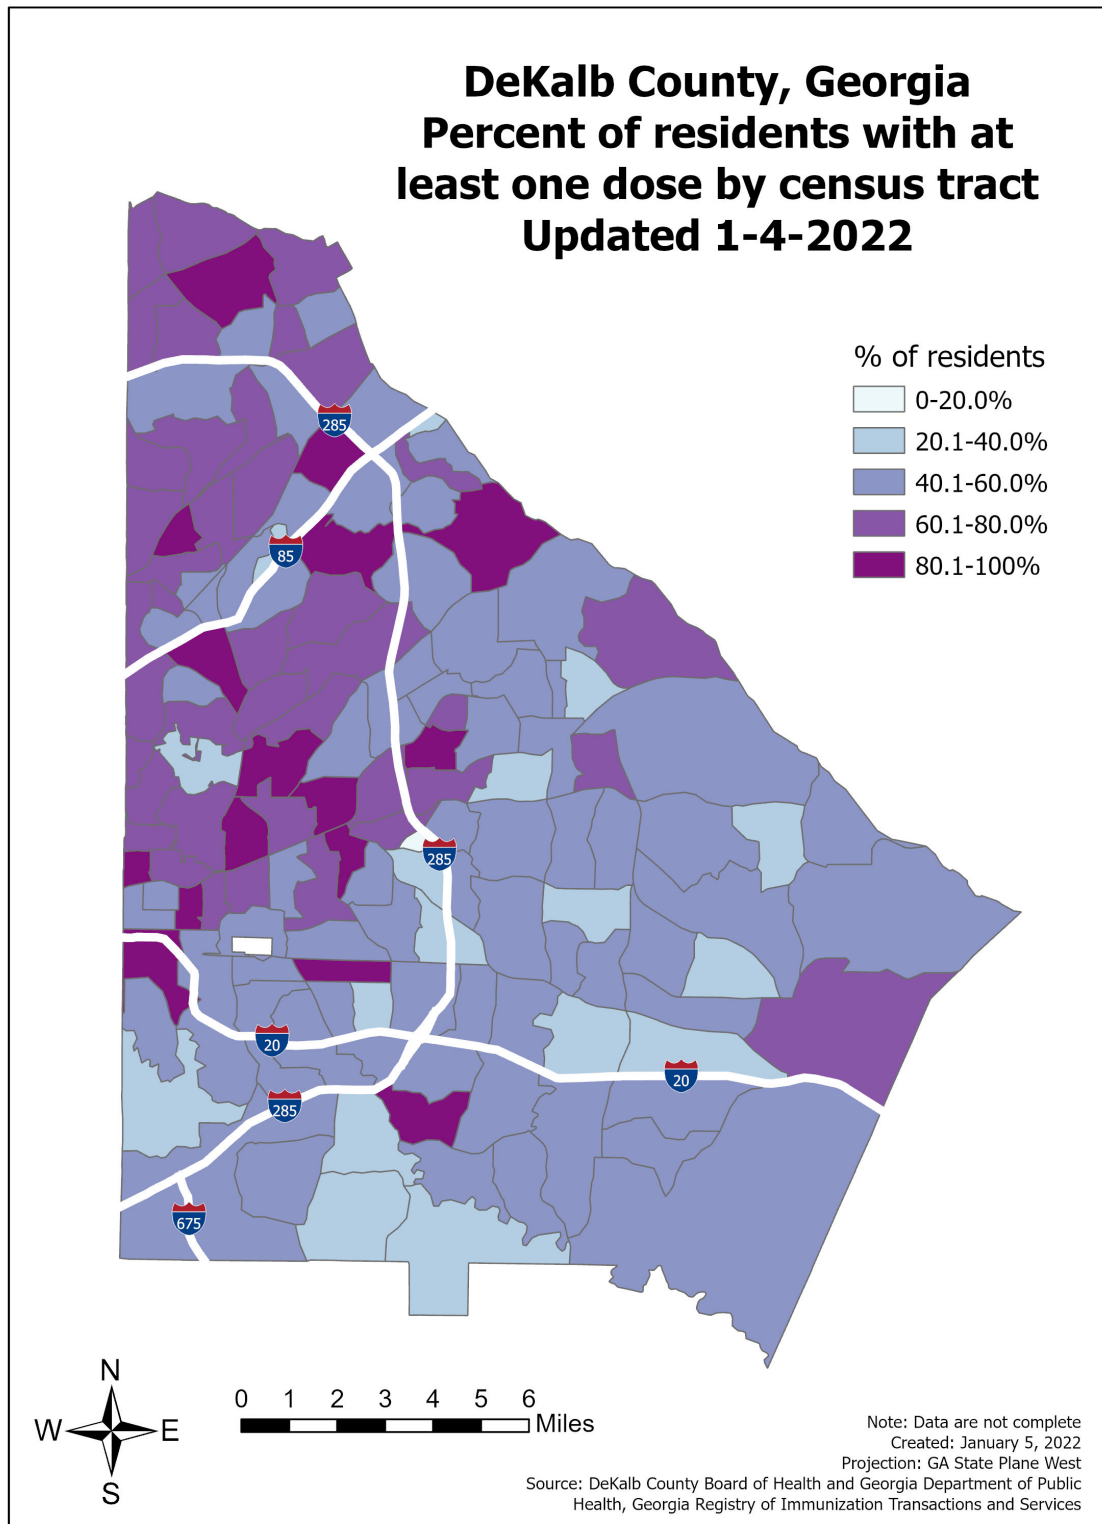 DeKalb County, Georgia
Percent of residents with at
least one dose by census tract
Updated 1-4-2022
% of residents
0-20.0%
20.1-40.0%
40.1-60.0%
60.1-80.0%
80.1-100%
285
85
285
20
20
285
675
N
W E
S
0 1 2 3 4 5 6
Miles
Note: Data are not complete
Created: January 5, 2022
Projection: GA State Plane West
Source: DeKalb County Board of Health and Georgia Department of Public
Health, Georgia Registry of Immunization Transactions and Services